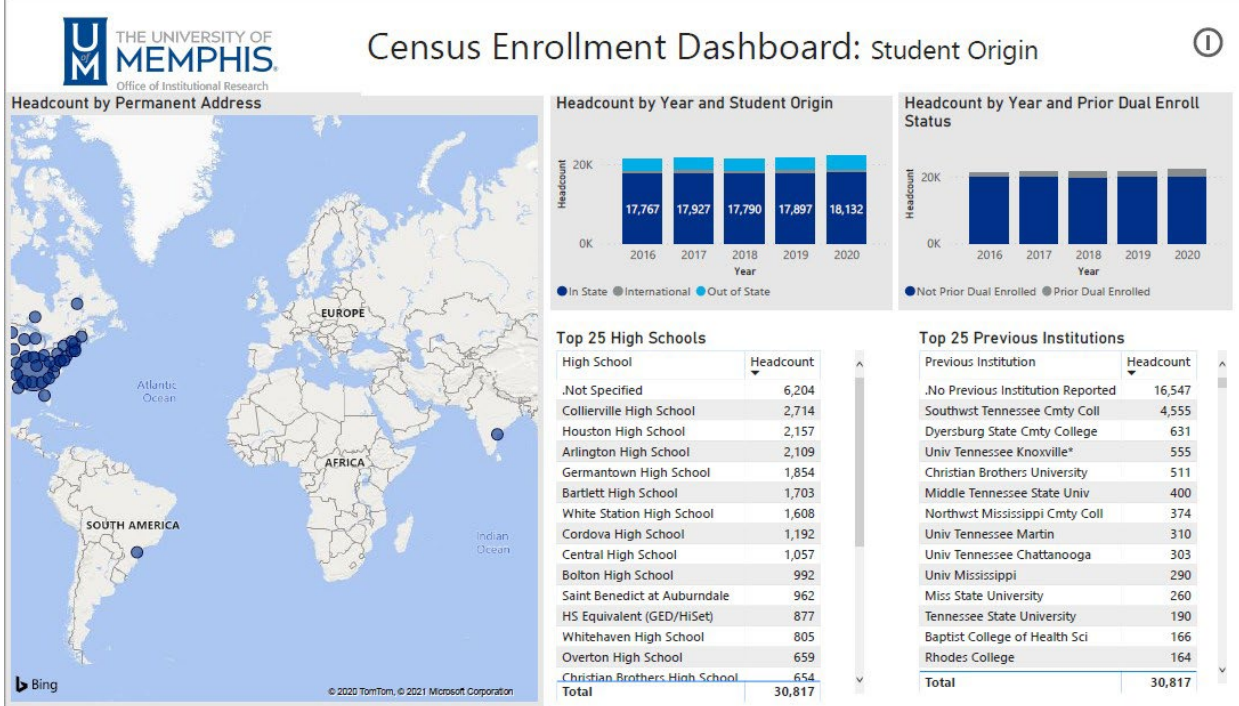 THE UNIVERSITY OF
MEMPHIS.
Office of Institutional Research
Census Enrollment Dashboard: Student Origin
Headcount by Permanent Address
EUROPE
Atlantic
Ocean
AFRICA
SOUTH AMERICA
Indian
Ocean
Bing
© 2020 TomTom, © 2021 Microsoft Corporation
Headcount by Year and Student Origin
Headcount
20K
0K
17,767 17,927 17,790 17,897 18,132
2016 2017 2018 2019 2020
Year
In State International Out of State
Headcount by Year and Prior Dual Enroll
Status
Headcount
20K
0K
2016 2017 2018 2019 2020
Year
Not Prior Dual Enrolled Prior Dual Enrolled
Top 25 High Schools
High School Headcount
.Not Specified 6,204
Collierville High School 2,714
Houston High School 2,157
Arlington High School 2,109
Germantown High School 1,854
Bartlett High School 1,703
White Station High School 1,608
Cordova High School 1,192
Central High School 1,057
Bolton High School 992
Saint Benedict at Auburndale 962
HS Equivalent (GED/HiSet) 877
Whitehaven High School 805
Overton High School 659
Christian Brothers High School 654
Total 30,817
Top 25 Previous Institutions
Previous Institution Headcount
.No Previous Institution Reported 16,547
Southwst Tennessee Cmty Coll 4,555
Dyersburg State Cmty College 631
Univ Tennessee Knoxville* 555
Christian Brothers University 511
Middle Tennessee State Univ 400
Northwst Mississippi Cmty Coll 374
Univ Tennessee Martin 310
Univ Tennessee Chattanooga 303
Univ Mississippi 290
Miss State University 260
Tennessee State University 190
Baptist College of Health Sci 166
Rhodes College 164
Total 30,817